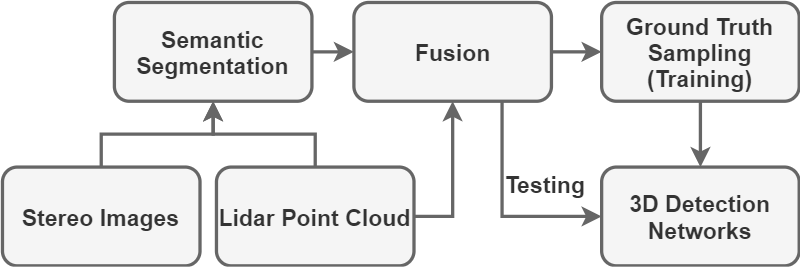 Semantic
Segmentation
Fusion
Ground Truth
Sampling
(Training)
Stereo Images
Lidar Point Cloud
Testing
3D Detection
Networks